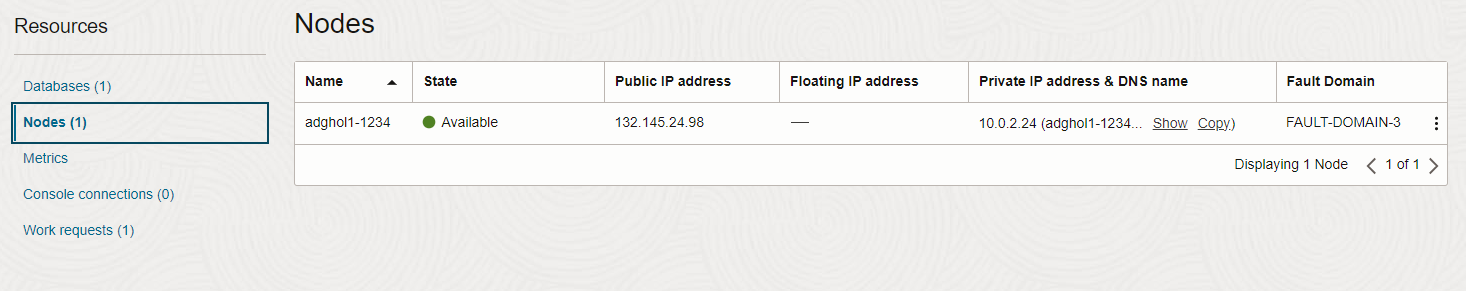 Resources
Databases (1)
Nodes (1)
Metrics
Console connections (0)
Work requests (1)
Nodes
Name State Public IP address Floating IP address Private IP address & DNS name Fault Domain
adghol1-1234 Available 132.145.24.98 — 10.0.2.24 (adghol1-1234... Show Copy) FAULT-DOMAIN-3
Displaying 1 Node 1 of 1